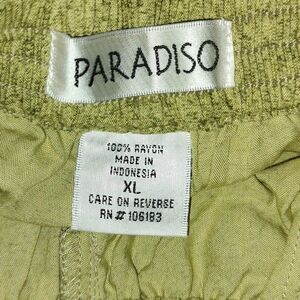 PARADISO
100% RAYON
MADE IN
INDONESIA
XL
CARE ON REVERSE
RN # 106183